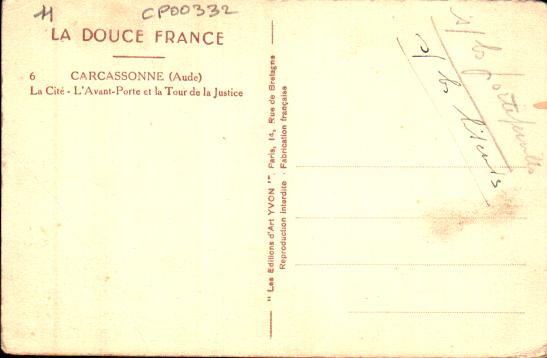 11 CP00332
LA DOUCE FRANCE
6 CARCASSONNE (Aude)
La Cité - L'Avant-Porte et la Tour de la Justice
" Les Editions d'Art YVON ", Paris, 14, Rue de Bretagne
Reproduction interdite - Fabrication française